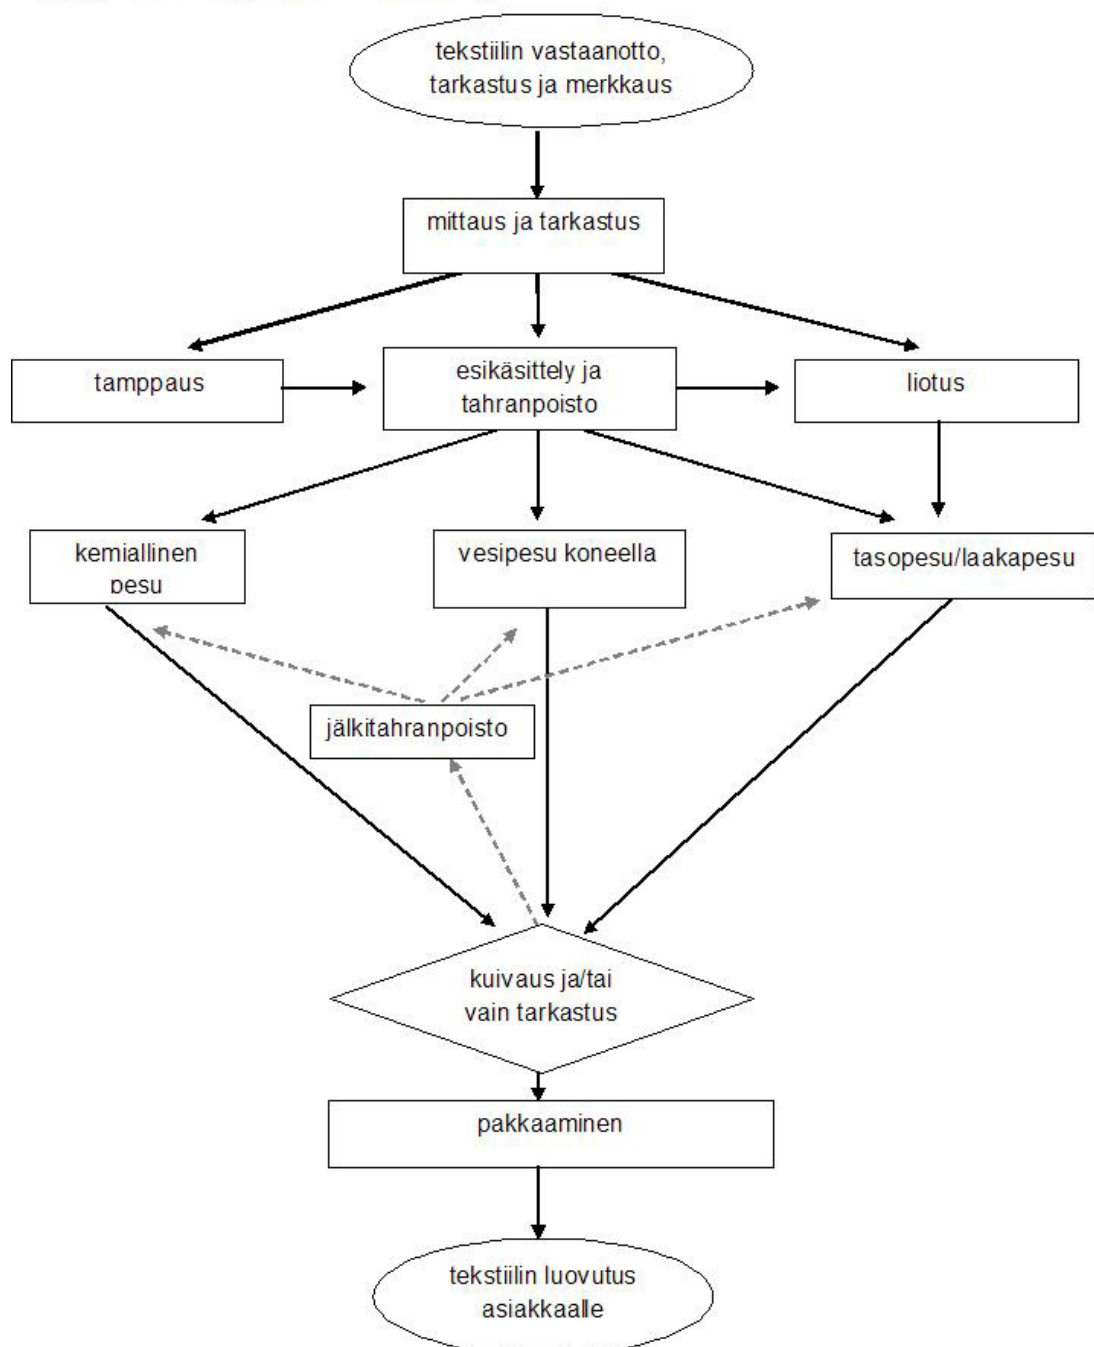 tekstiilin vastaanotto,
tarkastus ja merkkaus
mittaus ja tarkastus
tamppaus
esikäsittely ja
tahranpoisto
liotus
kemiallinen
pesu
vesipesu koneella
tasopesu/laakapesu
jälkitahranpoisto
kuivaus ja/tai
vain tarkastus
pakkaaminen
tekstiilin luovutus
asiakkaalle